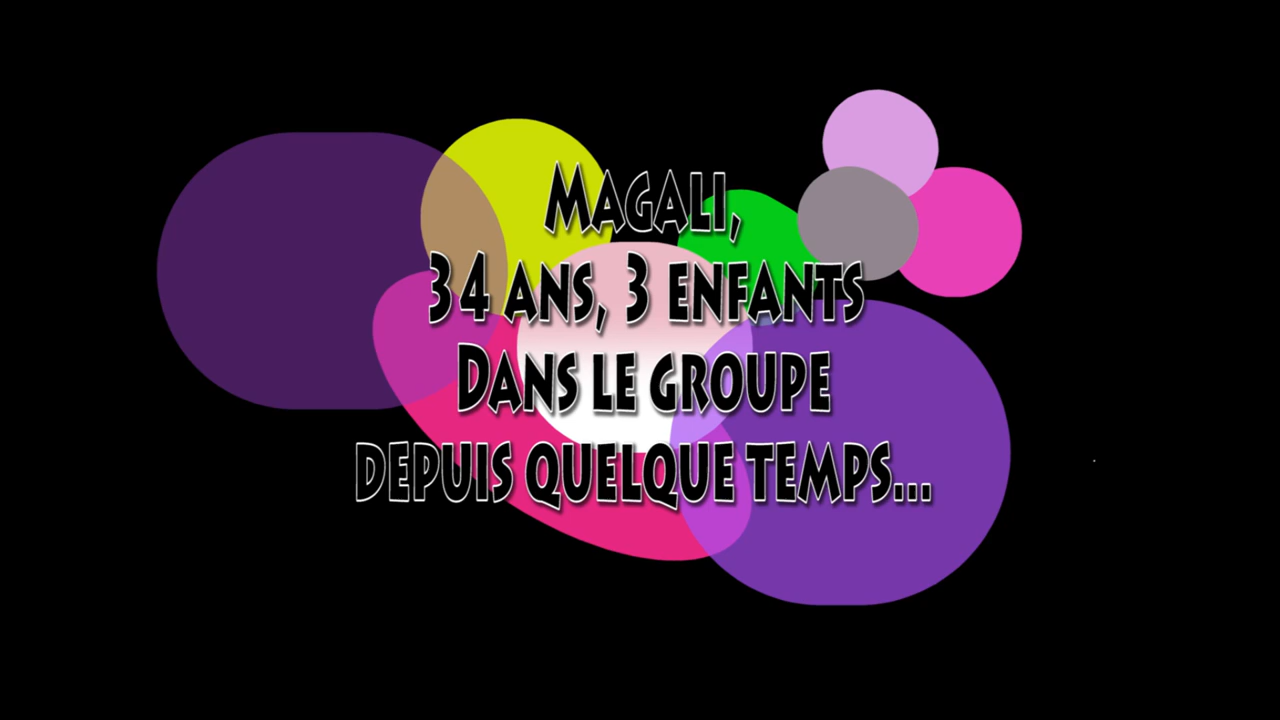 Magali,
34 ans, 3 enfants
Dans le groupe
depuis quelque temps...